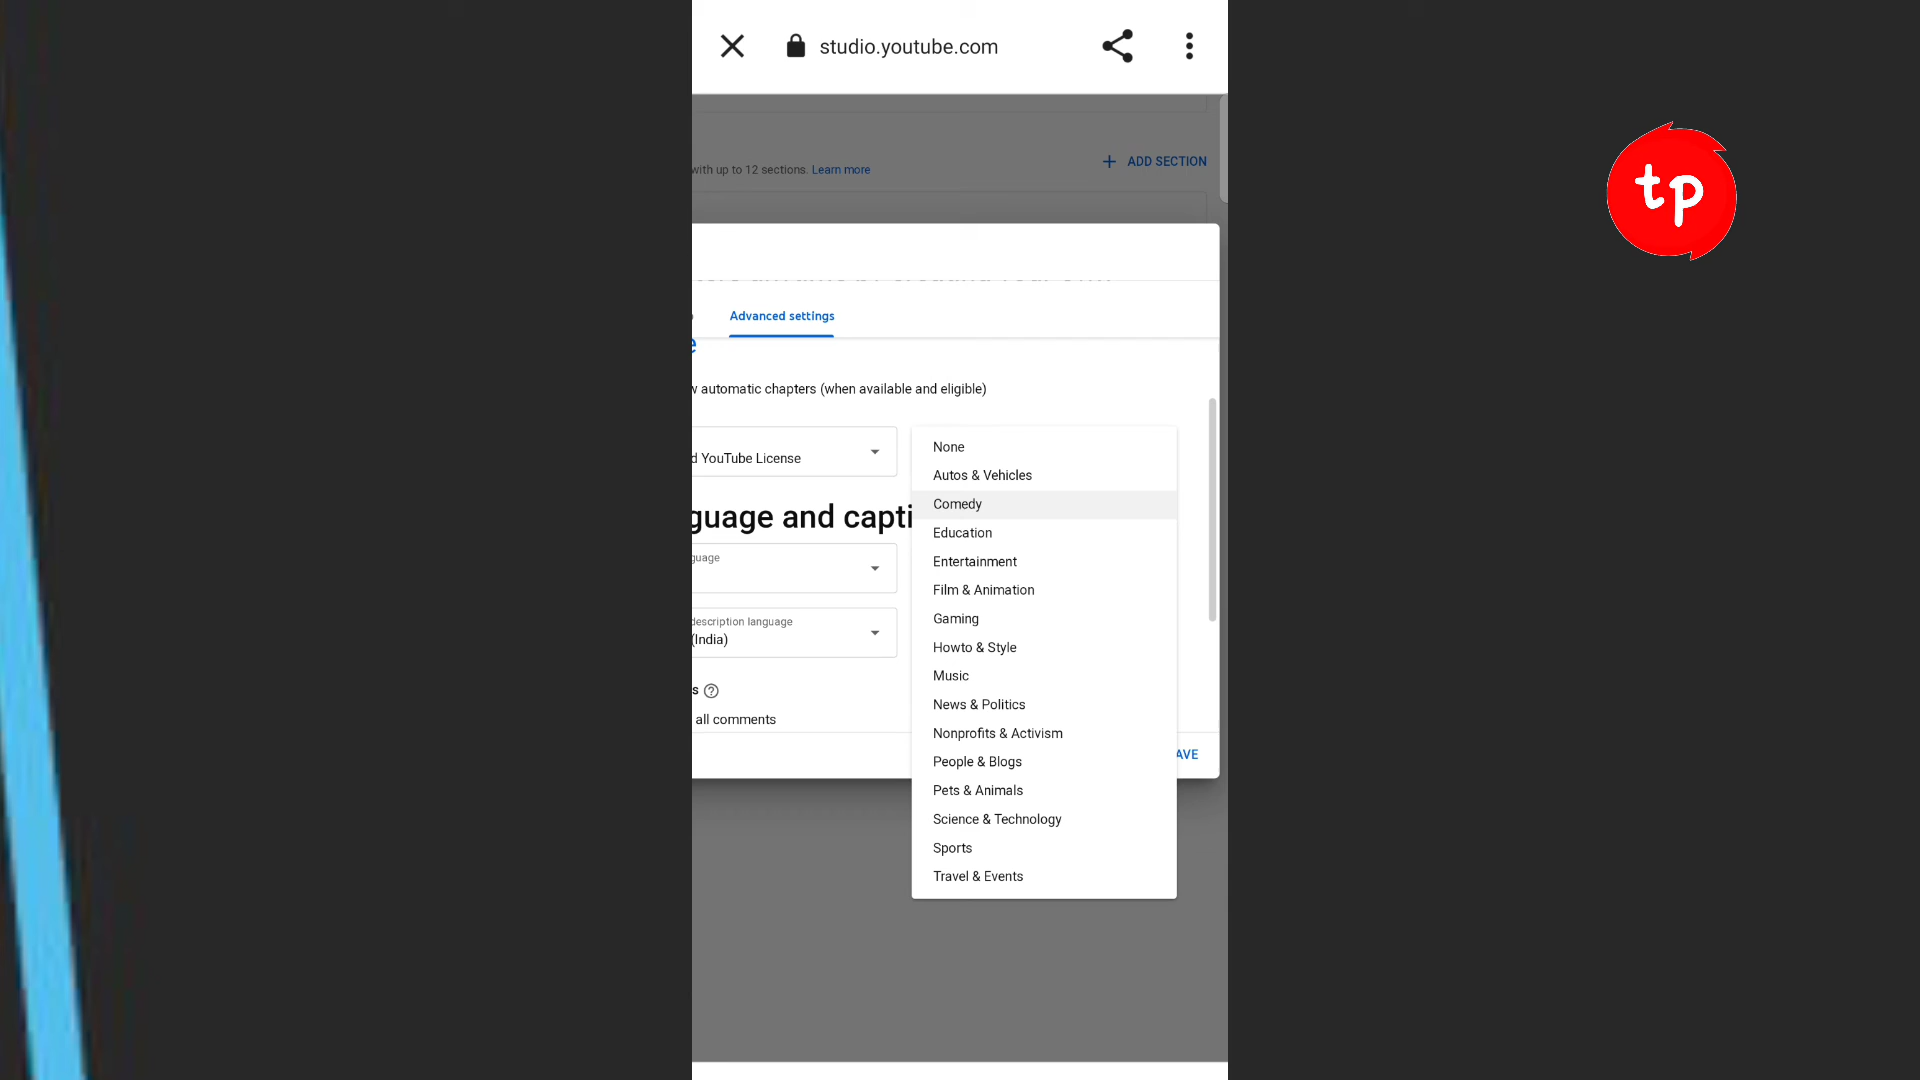 studio.youtube.com
with up to 12 sections. Learn more
ADD SECTION
tp
Advanced settings
automatic chapters (when available and eligible)
d YouTube License
guage and capti
guage
description language
(India)
s
all comments
None
Autos & Vehicles
Comedy
Education
Entertainment
Film & Animation
Gaming
Howto & Style
Music
News & Politics
Nonprofits & Activism
People & Blogs
Pets & Animals
Science & Technology
Sports
Travel & Events
AVE